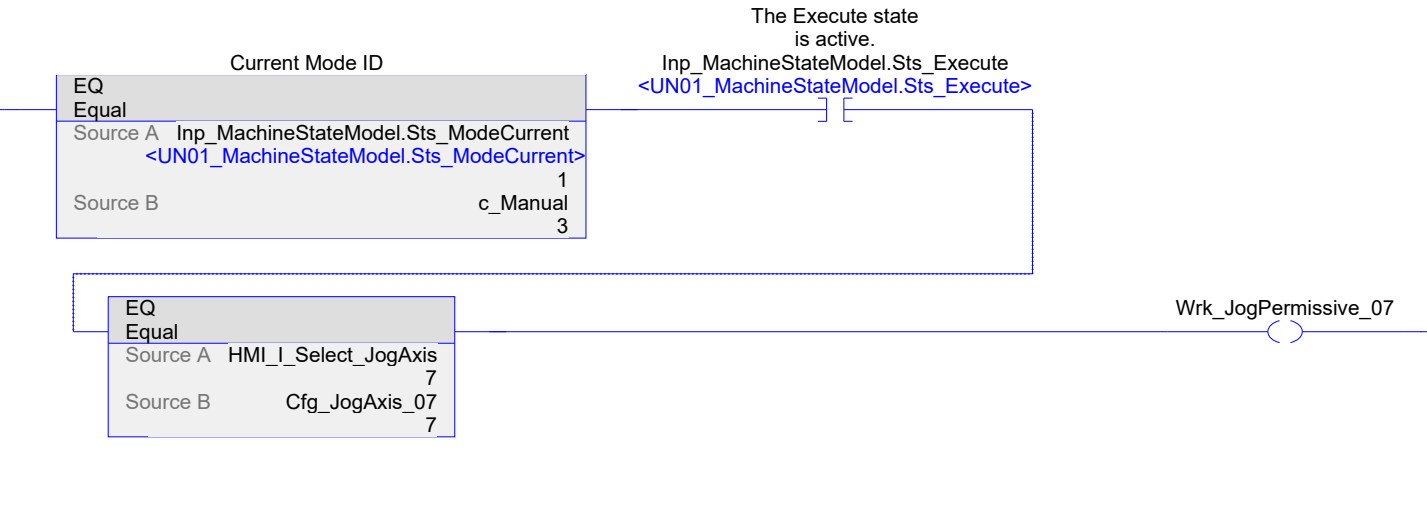 The Execute state
is active.
Current Mode ID
Inp_MachineStateModel.Sts_Execute
<UN01_MachineStateModel.Sts_Execute>
EQ
Equal
Source A Inp_MachineStateModel.Sts_ModeCurrent
<UN01_MachineStateModel.Sts_ModeCurrent>
1
Source B c_Manual
3
EQ
Equal
Source A HMI_I_Select_JogAxis
7
Source B Cfg_JogAxis_07
7
Wrk_JogPermissive_07